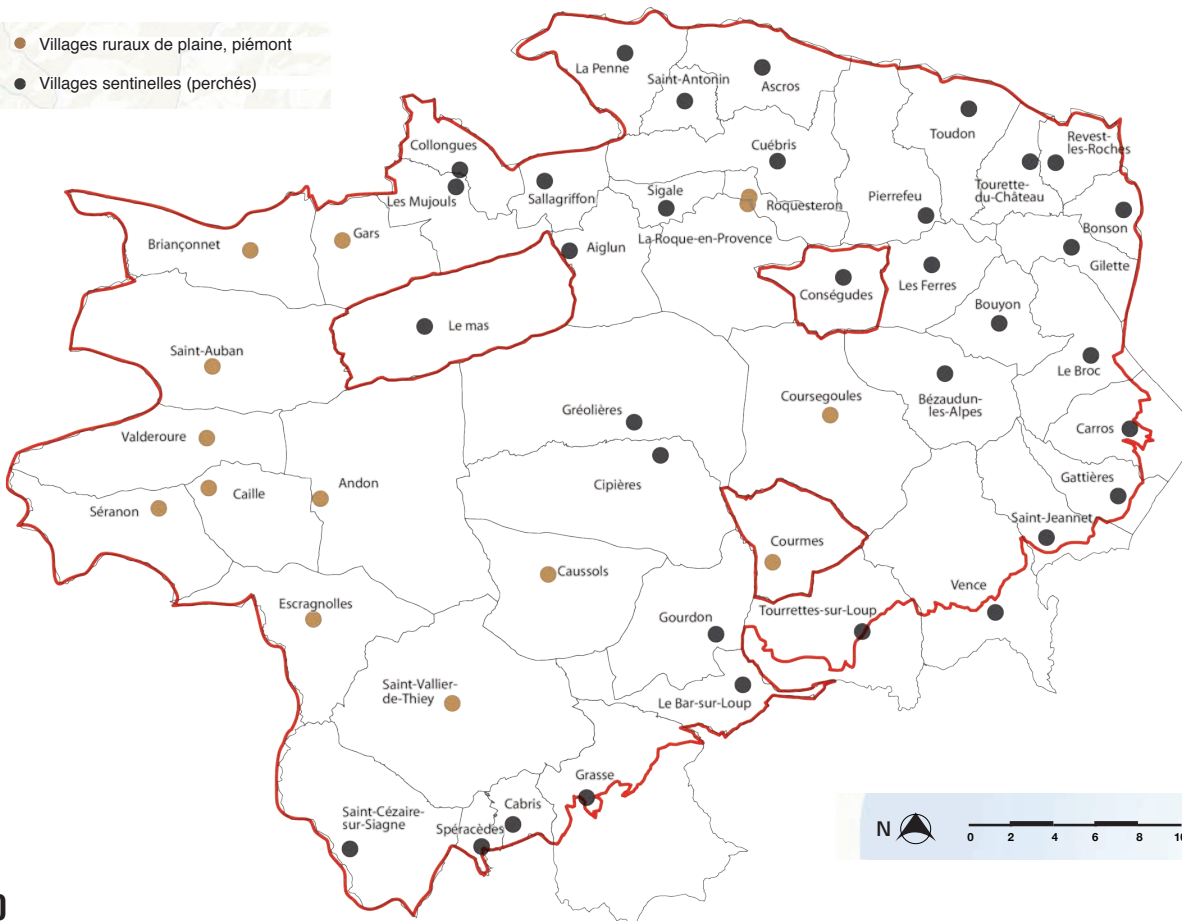 Villages ruraux de plaine, piémont
Villages sentinelles (perchés)
La Penne
Saint-Antonin
Ascros
Toudon
Collongues
Cuébris
Revest-
les-Roches
Les Mujouls
Sallagriffon
Sigale
Roquesteron
Pierrefeu
Tourette-
du-Château
Bonson
Briançonnet
Gars
Aiglun
La Roque-en-Provence
Gilette
Conségudes
Les Ferres
Bouyon
Le mas
Saint-Auban
Le Broc
Gréolières
Coursegoules
Bézaudun-
les-Alpes
Carros
Valderoure
Andon
Cipières
Gattières
Séranon
Caille
Saint-Jeannet
Courmes
Caussols
Vence
Escragnolles
Gourdon
Tourrettes-sur-Loup
Saint-Vallier-
de-Thiey
Le Bar-sur-Loup
Grasse
Saint-Cézaire-
sur-Siagne
Cabris
Spéracèdes
N
0 2 4 6 8 10